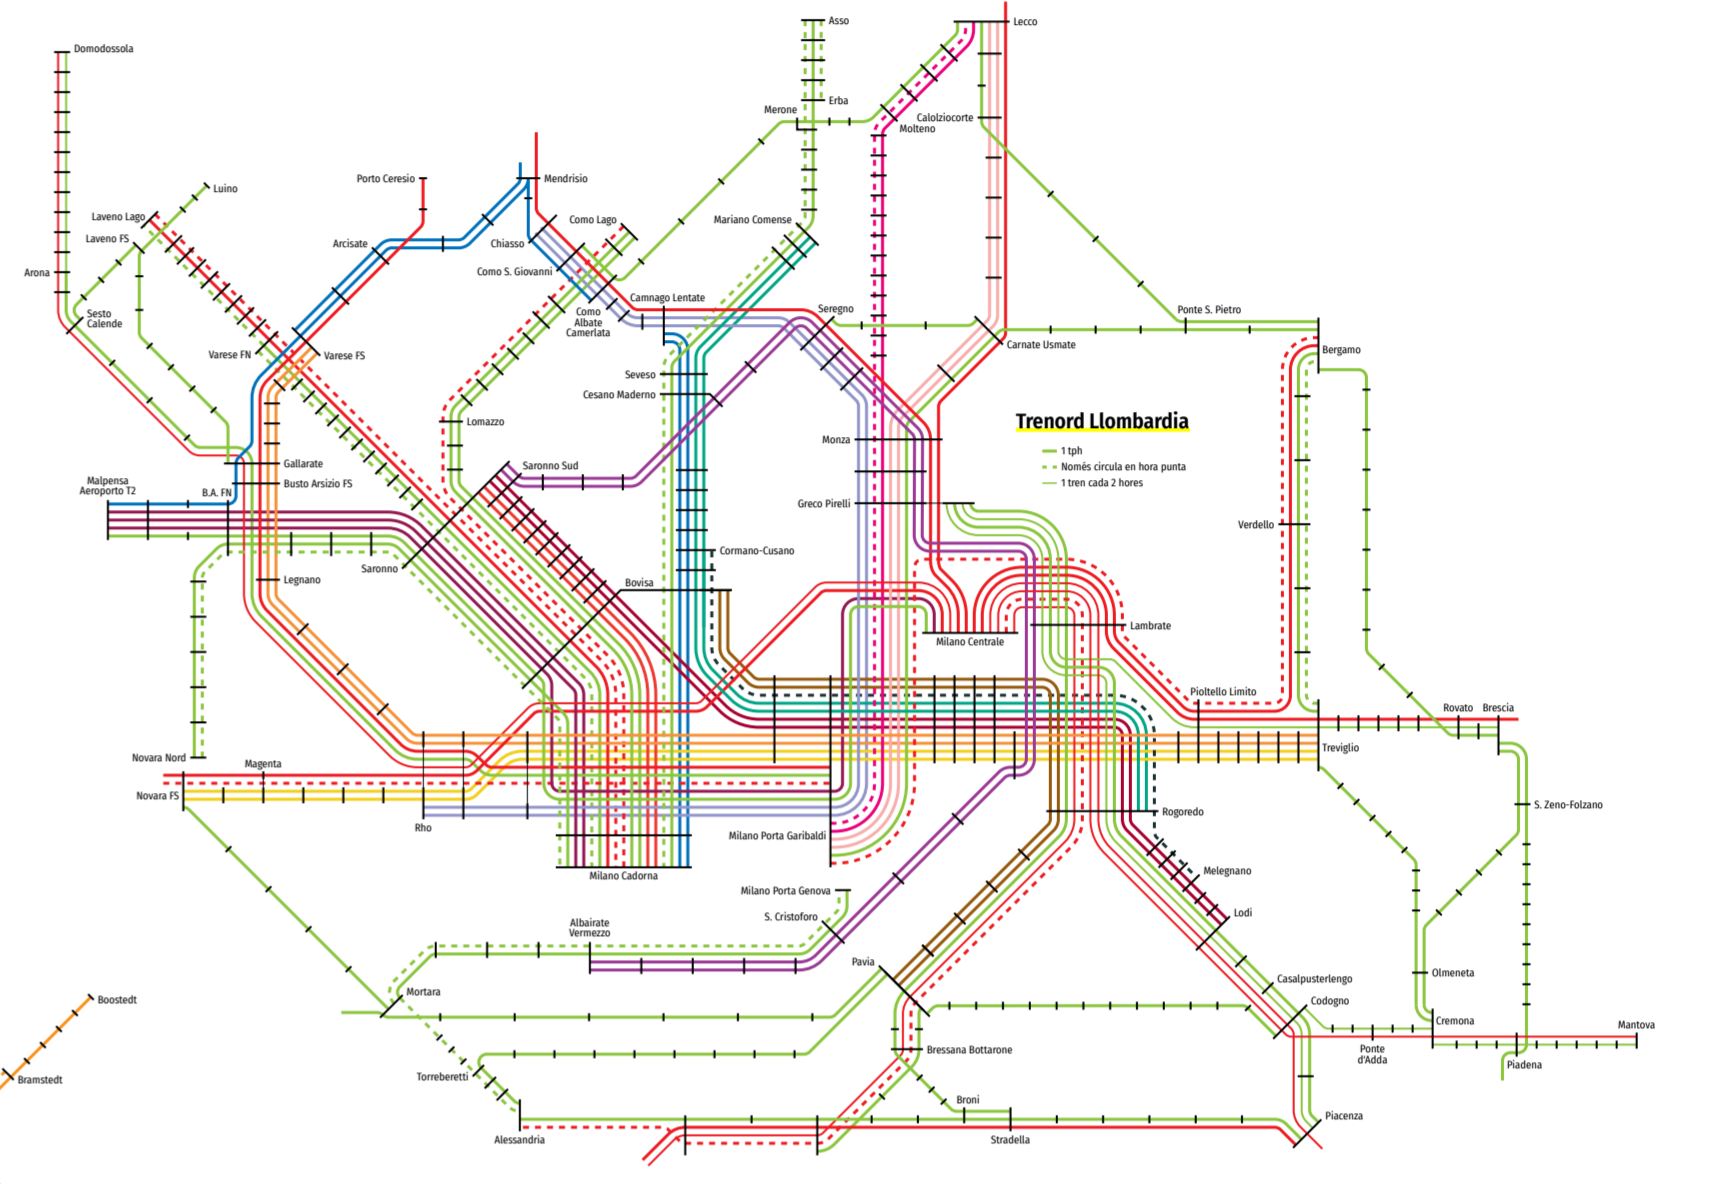 Asso
Lecco
Domodossola
Erba
Merone
Calolziocorte
Molteno
Porto Ceresio
Mendrisio
Luino
Laveno Lago
Laveno FS
Como Lago
Mariano Comense
Arcisate
Chiasso
Como S. Giovanni
Arona
Camnago Lentate
Como
Albate
Camerlata
Seregno
Ponte S. Pietro
Sesto
Calende
Varese FN
Varese FS
Carnate Usmate
Bergamo
Seveso
Cesano Maderno
Trenord Llombardia
1 tph
Només circula en hora punta
1 tren cada 2 hores
Lomazzo
Monza
Gallarate
Saronno Sud
Malpensa
Aeroporto T2
B.A. FN
Busto Arsizio FS
Greco Pirelli
Verdello
Cormano-Cusano
Saronno
Legnano
Bovisa
Lambrate
Milano Centrale
Pioltello Limito
Rovato
Brescia
Treviglio
Novara Nord
Magenta
Novara FS
S. Zeno-Folzano
Rho
Milano Porta Garibaldi
Rogoredo
Milano Cadorna
Melegnano
Milano Porta Genova
Lodi
S. Cristoforo
Albairate
Vermezzo
Pavia
Olmeneta
Casalpusterlengo
Mortara
Codogno
Boostedt
Cremona
Mantova
Bressana Bottarone
Ponte
d'Adda
Piadena
Bramstedt
Torreberetti
Broni
Piacenza
Alessandria
Stradella